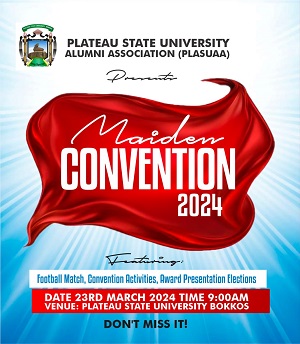 PLATEAU STATE UNIVERSITY
ALUMNI ASSOCIATION (PLASUAA)
Presents
Maiden
CONVENTION
2024
Featuring:
Football Match, Convention Activities, Award Presentation Elections
DATE 23RD MARCH 2024 TIME 9:00AM
VENUE: PLATEAU STATE UNIVERSITY BOKKOS
DON'T MISS IT!